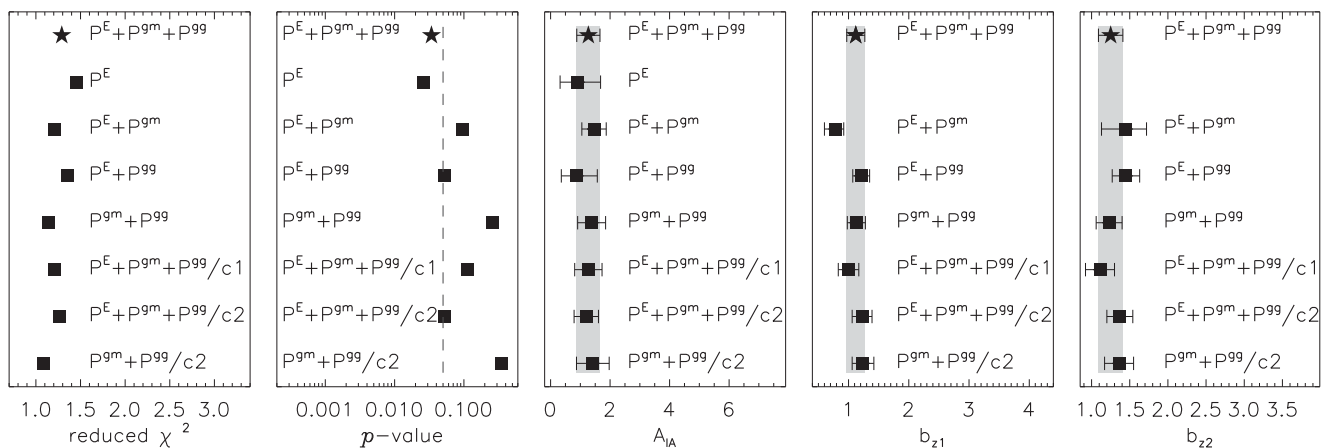 P^E+P^gm+P^gg P^E+P^gm+P^gg P^E+P^gm+P^gg P^E+P^gm+P^gg P^E+P^gm+P^gg
P^E P^E P^E
P^E+P^gm P^E+P^gm P^E+P^gm P^E+P^gm P^E+P^gm
P^E+P^gg P^E+P^gg P^E+P^gg P^E+P^gg P^E+P^gg
P^gm+P^gg P^gm+P^gg P^gm+P^gg P^gm+P^gg P^gm+P^gg
P^E+P^gm+P^gg/c1 P^E+P^gm+P^gg/c1 P^E+P^gm+P^gg/c1 P^E+P^gm+P^gg/c1 P^E+P^gm+P^gg/c1
P^E+P^gm+P^gg/c2 P^E+P^gm+P^gg/c2 P^E+P^gm+P^gg/c2 P^E+P^gm+P^gg/c2 P^E+P^gm+P^gg/c2
P^gm+P^gg/c2 P^gm+P^gg/c2 P^gm+P^gg/c2 P^gm+P^gg/c2 P^gm+P^gg/c2
1.0 1.5 2.0 2.5 3.0 0.001 0.010 0.100 0 2 4 6 1 2 3 4 1.0 1.5 2.0 2.5 3.0 3.5
reduced χ² p-value A_IA b_z1 b_z2